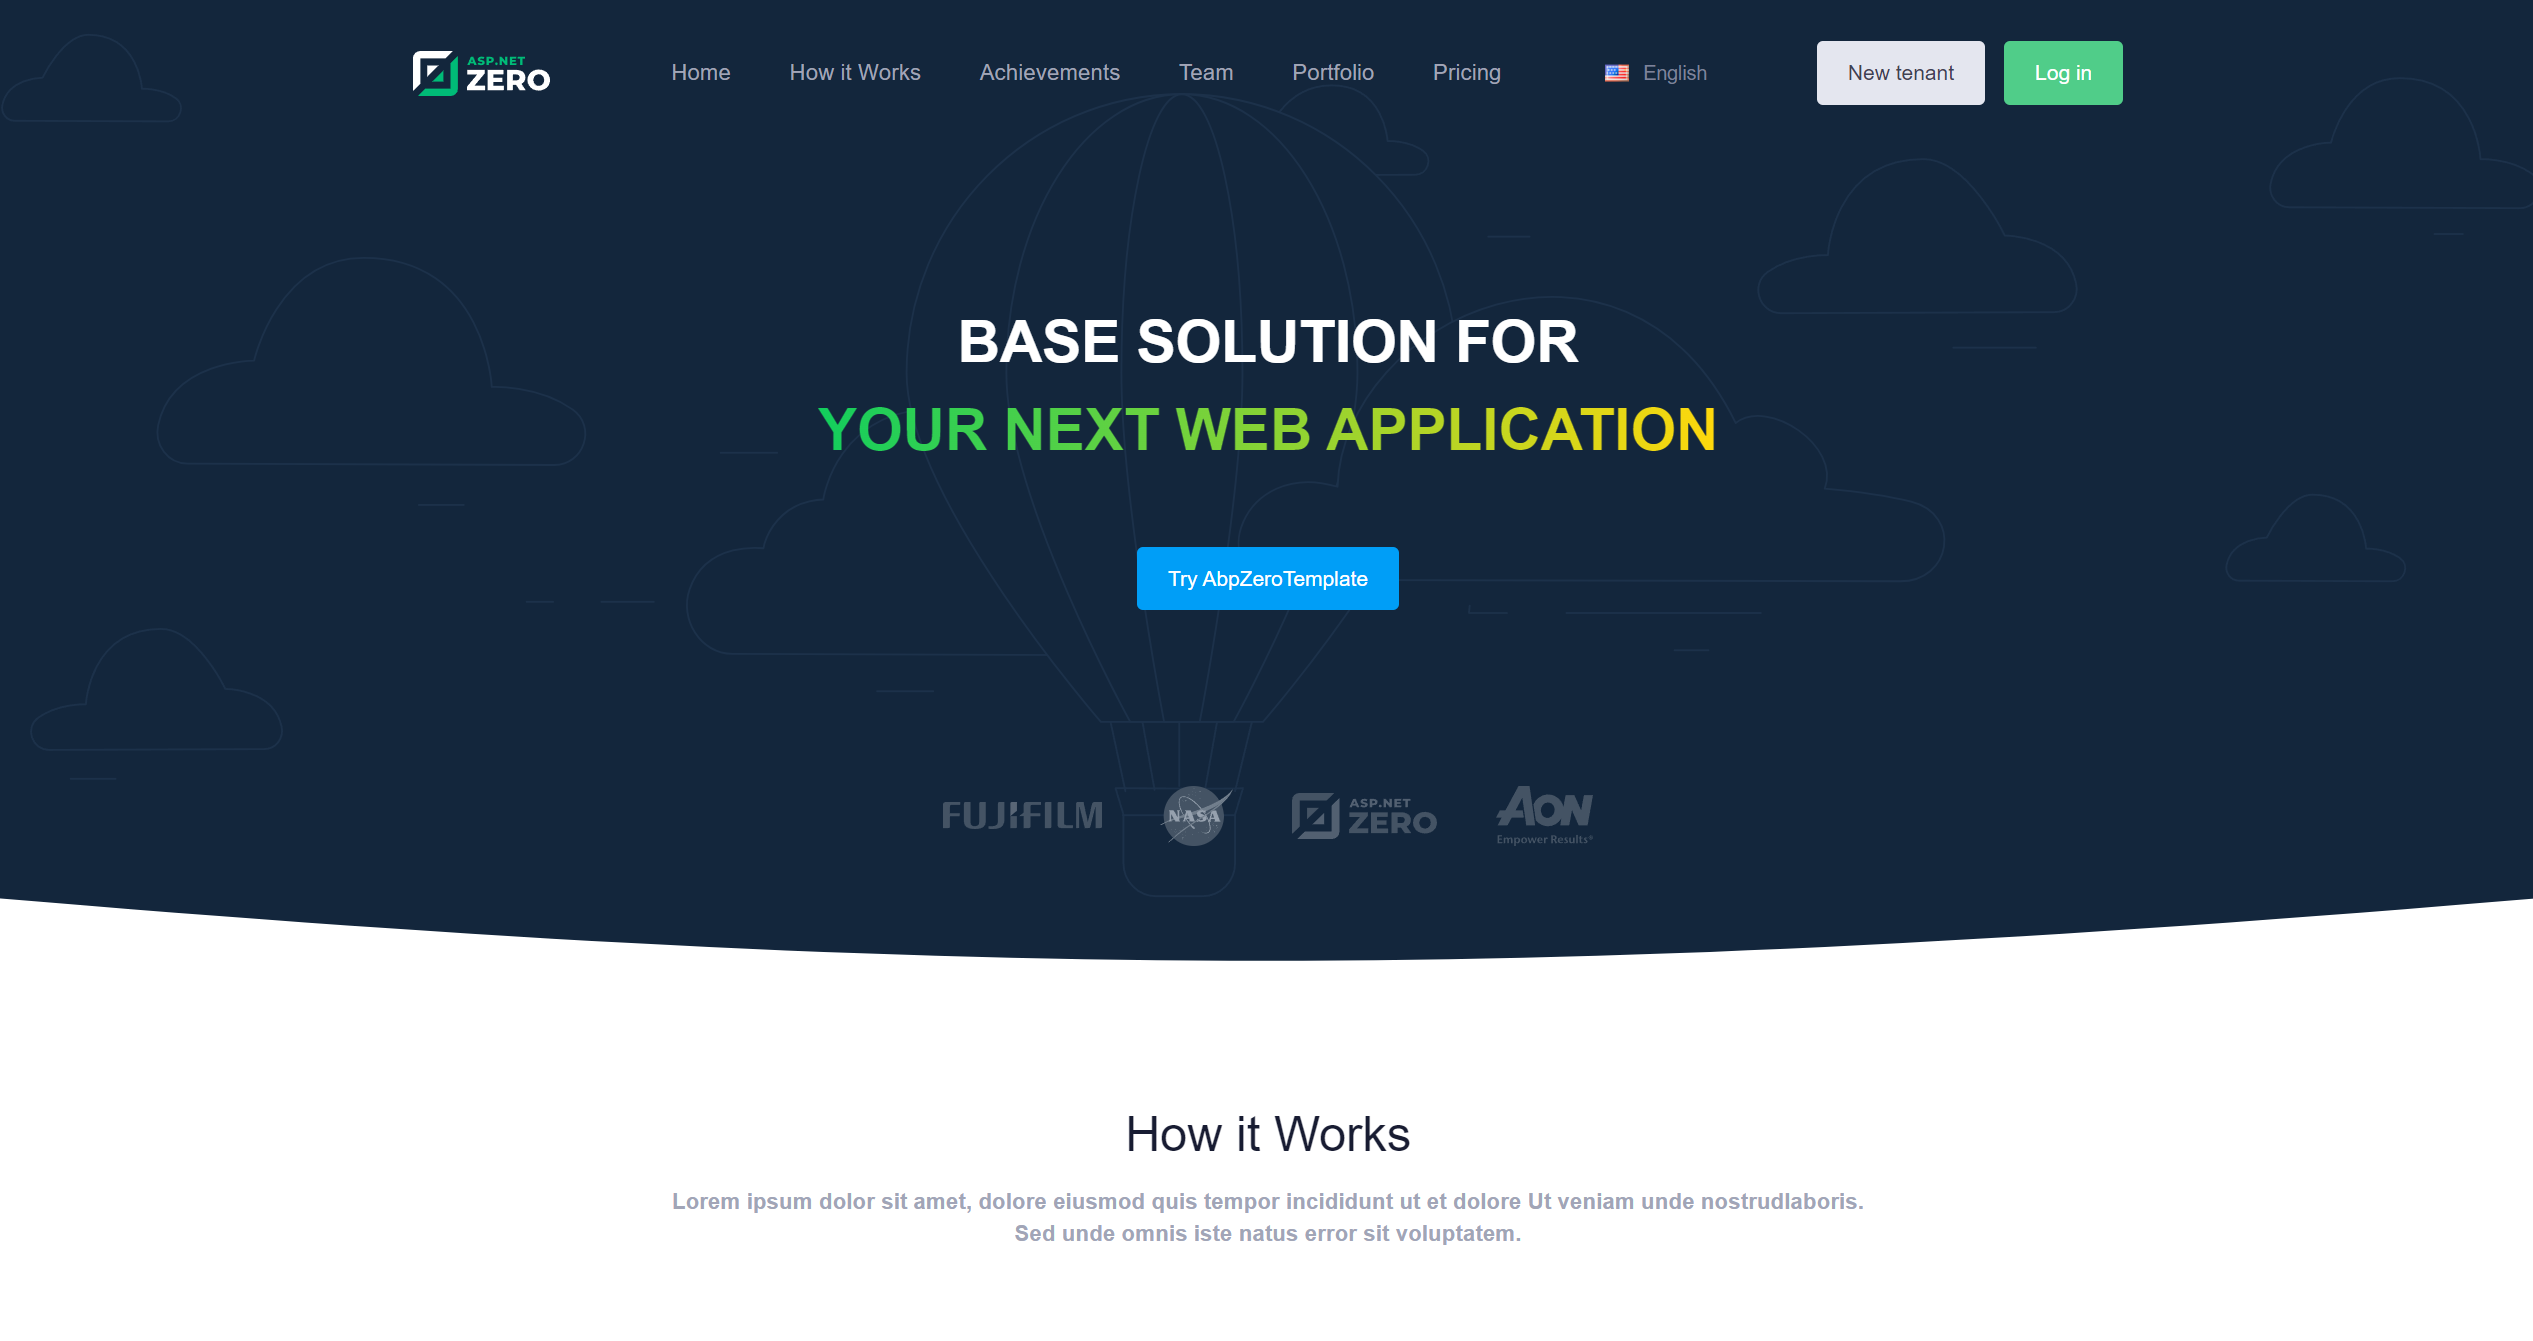 ASP.NET
ZERO
Home
How it Works
Achievements
Team
Portfolio
Pricing
English
New tenant
Log in
BASE SOLUTION FOR
YOUR NEXT WEB APPLICATION
Try AbpZeroTemplate
FUJIFILM
NASA
ASP.NET
ZERO
AON
Empower Results®
How it Works
Lorem ipsum dolor sit amet, dolore eiusmod quis tempor incididunt ut et dolore Ut veniam unde nostrudlaboris.
Sed unde omnis iste natus error sit voluptatem.